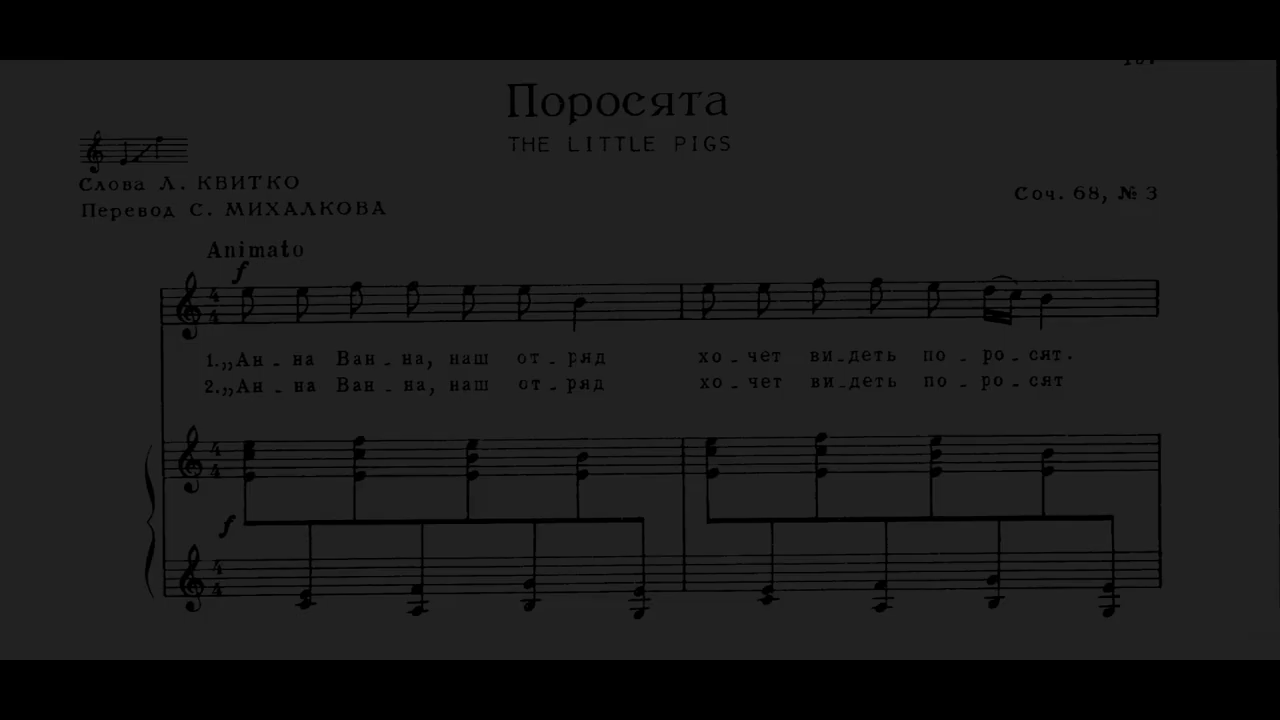 Поросята
THE LITTLE PIGS
Слова Л. КВИТКО
Перевод С. МИХАЛКОВА
Соч. 68, № 3
Animato
f
1.„Ан - на Ван - на, наш от - ряд хо - чет ви - деть по - ро - сят.
2.„Ан - на Ван - на, наш от - ряд хо - чет ви - деть по - ро - сят
f